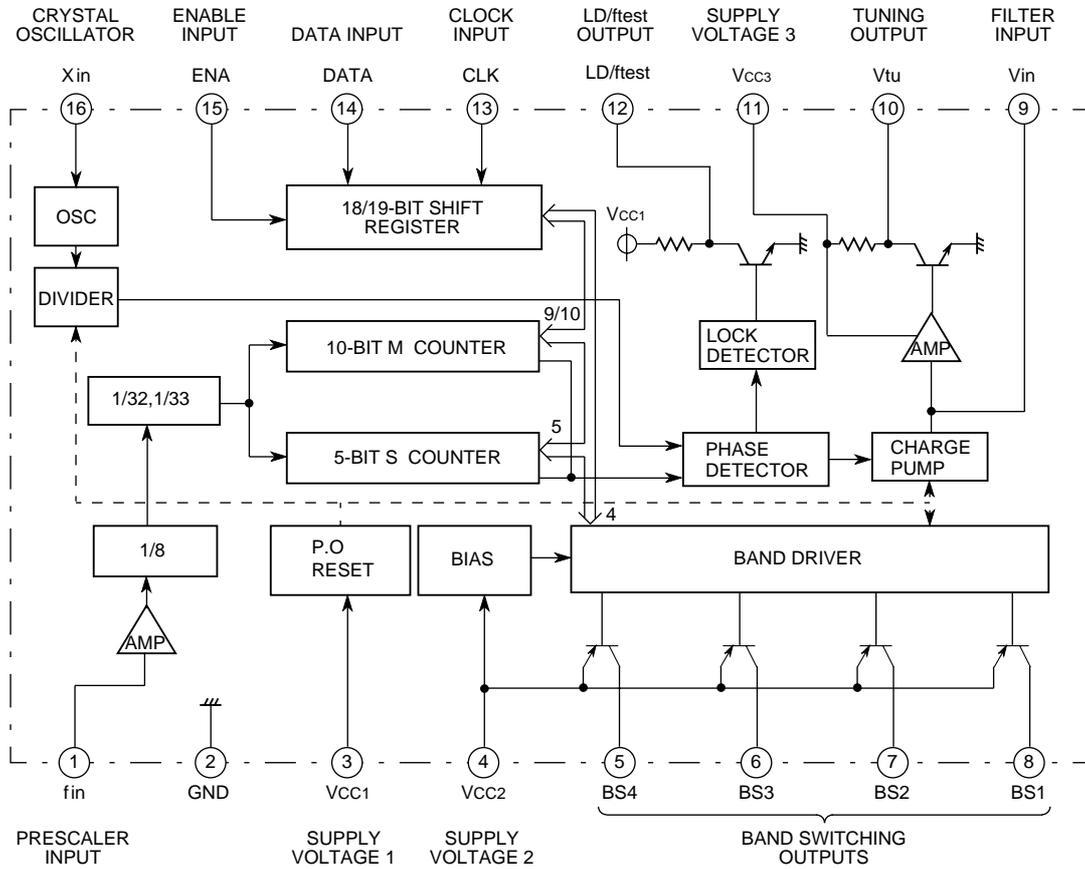 CRYSTAL
OSCILLATOR
ENABLE
INPUT
DATA INPUT
CLOCK
INPUT
LD/ftest
OUTPUT
SUPPLY
VOLTAGE 3
TUNING
OUTPUT
FILTER
INPUT
Xin
ENA
DATA
CLK
LD/ftest
VCC3
Vtu
Vin
16
15
14
13
12
11
10
9
OSC
18/19-BIT SHIFT
REGISTER
VCC1
DIVIDER
9/10
10-BIT M COUNTER
LOCK
DETECTOR
AMP
1/32,1/33
5
5-BIT S COUNTER
PHASE
DETECTOR
CHARGE
PUMP
4
1/8
P.O
RESET
BIAS
BAND DRIVER
AMP
1
2
3
4
5
6
7
8
fin
GND
VCC1
VCC2
BS4
BS3
BS2
BS1
PRESCALER
INPUT
SUPPLY
VOLTAGE 1
SUPPLY
VOLTAGE 2
BAND SWITCHING
OUTPUTS